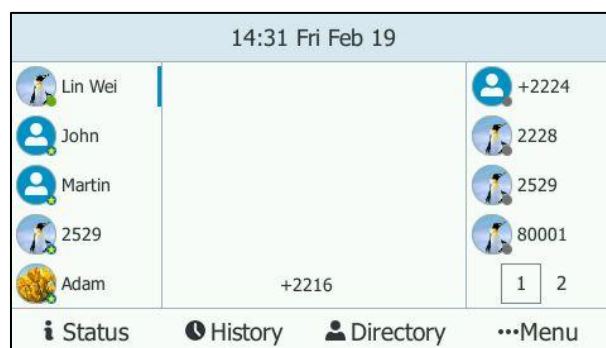 14:31 Fri Feb 19
Lin Wei
John
Martin
2529
Adam
+2216
+2224
2228
2529
80001
1 2
Status History Directory Menu